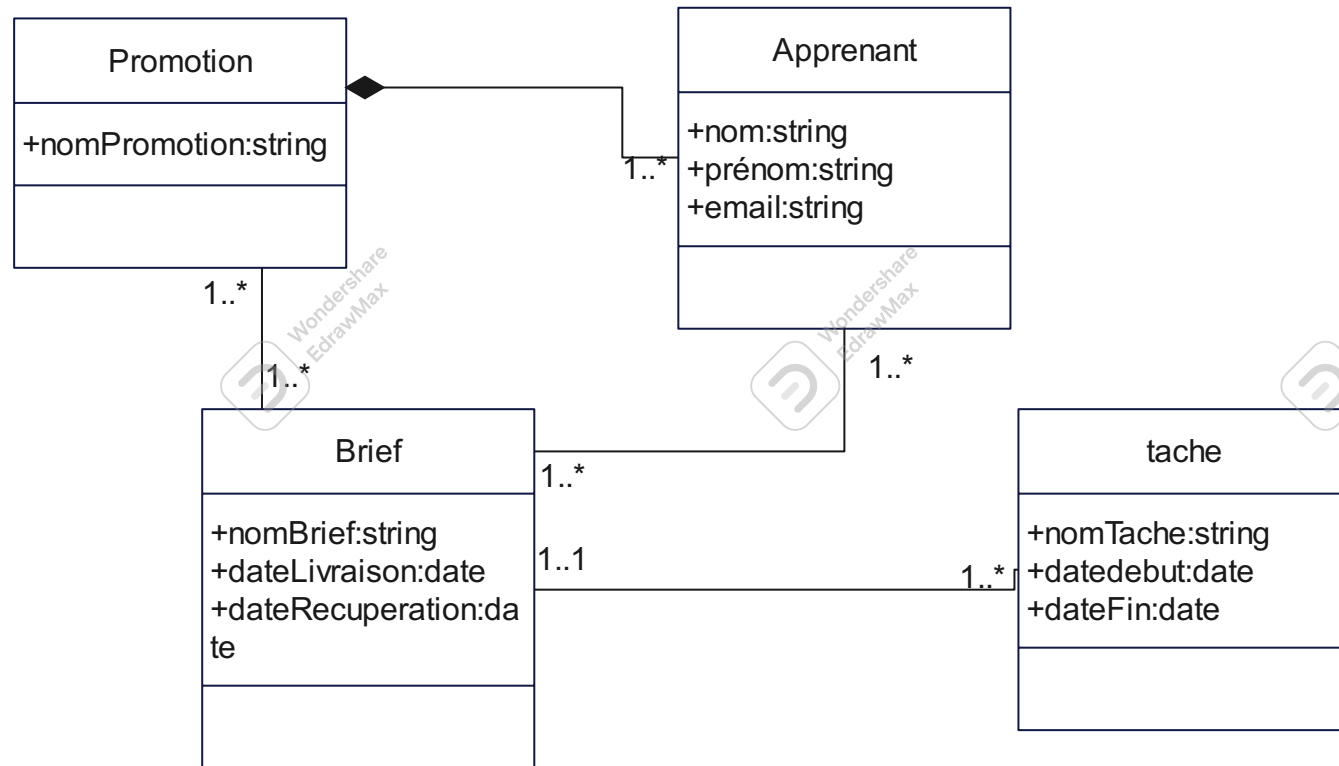 Promotion
+nomPromotion:string
Apprenant
+nom:string
+prénom:string
+email:string
1..*
1..*
1..*
1..*
1..*
Wondershare
EdrawMax
Wondershare
EdrawMax
Brief
+nomBrief:string
+dateLivraison:date
+dateRecuperation:da
te
1..1
1..*
tache
+nomTache:string
+datedebut:date
+dateFin:date